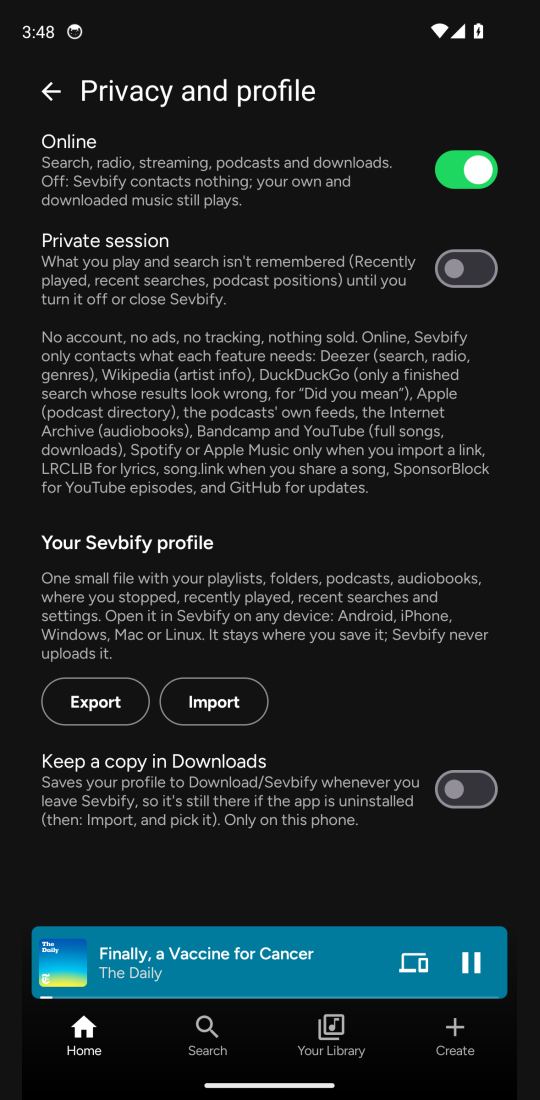 3:48
Privacy and profile
Online
Search, radio, streaming, podcasts and downloads.
Off: Sevbify contacts nothing; your own and
downloaded music still plays.
Private session
What you play and search isn't remembered (Recently
played, recent searches, podcast positions) until you
turn it off or close Sevbify.
No account, no ads, no tracking, nothing sold. Online, Sevbify
only contacts what each feature needs: Deezer (search, radio,
genres), Wikipedia (artist info), DuckDuckGo (only a finished
search whose results look wrong, for “Did you mean”), Apple
(podcast directory), the podcasts' own feeds, the Internet
Archive (audiobooks), Bandcamp and YouTube (full songs,
downloads), Spotify or Apple Music only when you import a link,
LRCLIB for lyrics, song.link when you share a song, SponsorBlock
for YouTube episodes, and GitHub for updates.
Your Sevbify profile
One small file with your playlists, folders, podcasts, audiobooks,
where you stopped, recently played, recent searches and
settings. Open it in Sevbify on any device: Android, iPhone,
Windows, Mac or Linux. It stays where you save it; Sevbify never
uploads it.
Export
Import
Keep a copy in Downloads
Saves your profile to Download/Sevbify whenever you
leave Sevbify, so it's still there if the app is uninstalled
(then: Import, and pick it). Only on this phone.
The
Daily
Finally, a Vaccine for Cancer
The Daily
Home
Search
Your Library
Create